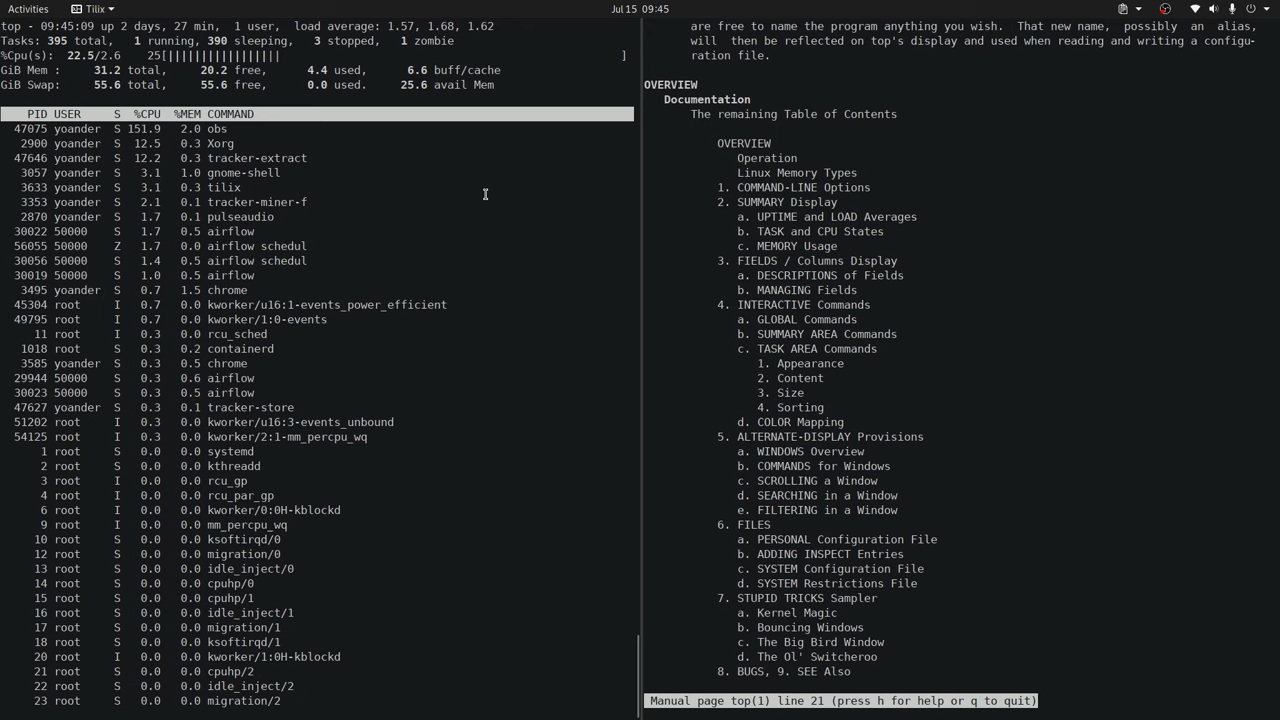 Activities Tilix Jul 15 09:45
top - 09:45:09 up 2 days, 27 min, 1 user, load average: 1.57, 1.68, 1.62
Tasks: 395 total, 1 running, 390 sleeping, 3 stopped, 1 zombie
%Cpu(s): 22.5/2.6 25[||||||||||||||||| ]
GiB Mem : 31.2 total, 20.2 free, 4.4 used, 6.6 buff/cache
GiB Swap: 55.6 total, 55.6 free, 0.0 used. 25.6 avail Mem
PID USER S %CPU %MEM COMMAND
47075 yoander S 151.9 2.0 obs
2900 yoander S 12.5 0.3 Xorg
47646 yoander S 12.2 0.3 tracker-extract
3057 yoander S 3.1 1.0 gnome-shell
3633 yoander S 3.1 0.3 tilix
3353 yoander S 2.1 0.1 tracker-miner-f
2870 yoander S 1.7 0.1 pulseaudio
30022 50000 S 1.7 0.5 airflow
56055 50000 Z 1.7 0.0 airflow schedul
30056 50000 S 1.4 0.5 airflow schedul
30019 50000 S 1.0 0.5 airflow
3495 yoander S 0.7 1.5 chrome
45304 root I 0.7 0.0 kworker/u16:1-events_power_efficient
49795 root I 0.7 0.0 kworker/1:0-events
11 root I 0.3 0.0 rcu_sched
1018 root S 0.3 0.2 containerd
3585 yoander S 0.3 0.5 chrome
29944 50000 S 0.3 0.6 airflow
30023 50000 S 0.3 0.5 airflow
47627 yoander S 0.3 0.1 tracker-store
51202 root I 0.3 0.0 kworker/u16:3-events_unbound
54125 root I 0.3 0.0 kworker/2:1-mm_percpu_wq
1 root S 0.0 0.0 systemd
2 root S 0.0 0.0 kthreadd
3 root I 0.0 0.0 rcu_gp
4 root I 0.0 0.0 rcu_par_gp
6 root I 0.0 0.0 kworker/0:0H-kblockd
9 root I 0.0 0.0 mm_percpu_wq
10 root S 0.0 0.0 ksoftirqd/0
12 root S 0.0 0.0 migration/0
13 root S 0.0 0.0 idle_inject/0
14 root S 0.0 0.0 cpuhp/0
15 root S 0.0 0.0 cpuhp/1
16 root S 0.0 0.0 idle_inject/1
17 root S 0.0 0.0 migration/1
18 root S 0.0 0.0 ksoftirqd/1
20 root I 0.0 0.0 kworker/1:0H-kblockd
21 root S 0.0 0.0 cpuhp/2
22 root S 0.0 0.0 idle_inject/2
23 root S 0.0 0.0 migration/2
are free to name the program anything you wish. That new name, possibly an alias,
will then be reflected on top's display and used when reading and writing a configu-
ration file.
OVERVIEW
Documentation
The remaining Table of Contents
OVERVIEW
Operation
Linux Memory Types
1. COMMAND-LINE Options
2. SUMMARY Display
a. UPTIME and LOAD Averages
b. TASK and CPU States
c. MEMORY Usage
3. FIELDS / Columns Display
a. DESCRIPTIONS of Fields
b. MANAGING Fields
4. INTERACTIVE Commands
a. GLOBAL Commands
b. SUMMARY AREA Commands
c. TASK AREA Commands
1. Appearance
2. Content
3. Size
4. Sorting
d. COLOR Mapping
5. ALTERNATE-DISPLAY Provisions
a. WINDOWS Overview
b. COMMANDS for Windows
c. SCROLLING a Window
d. SEARCHING in a Window
e. FILTERING in a Window
6. FILES
a. PERSONAL Configuration File
b. ADDING INSPECT Entries
c. SYSTEM Configuration File
d. SYSTEM Restrictions File
7. STUPID TRICKS Sampler
a. Kernel Magic
b. Bouncing Windows
c. The Big Bird Window
d. The Ol' Switcheroo
8. BUGS, 9. SEE Also
Manual page top(1) line 21 (press h for help or q to quit)